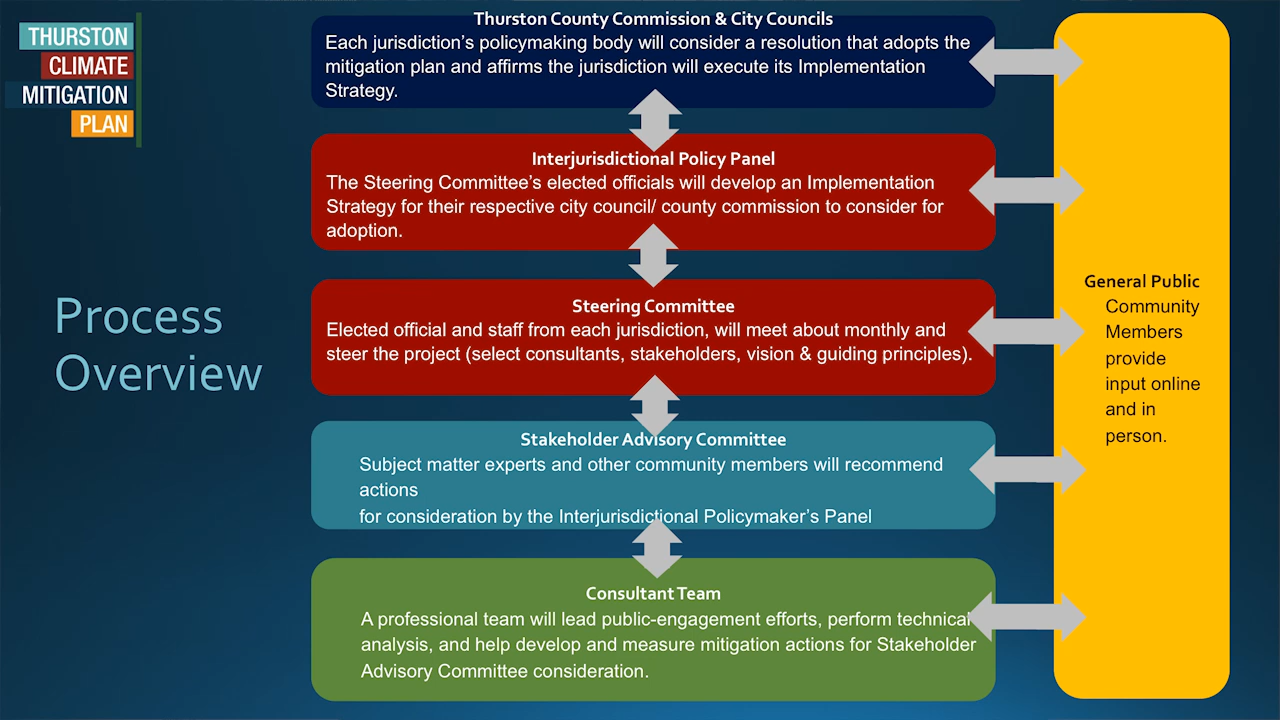 THURSTON
CLIMATE
MITIGATION
PLAN
Process
Overview
Thurston County Commission & City Councils
Each jurisdiction’s policymaking body will consider a resolution that adopts the
mitigation plan and affirms the jurisdiction will execute its Implementation
Strategy.
Interjurisdictional Policy Panel
The Steering Committee’s elected officials will develop an Implementation
Strategy for their respective city council/ county commission to consider for
adoption.
Steering Committee
Elected official and staff from each jurisdiction, will meet about monthly and
steer the project (select consultants, stakeholders, vision & guiding principles).
Stakeholder Advisory Committee
Subject matter experts and other community members will recommend
actions
for consideration by the Interjurisdictional Policymaker’s Panel
Consultant Team
A professional team will lead public-engagement efforts, perform technical
analysis, and help develop and measure mitigation actions for Stakeholder
Advisory Committee consideration.
General Public
Community
Members
provide
input online
and in
person.